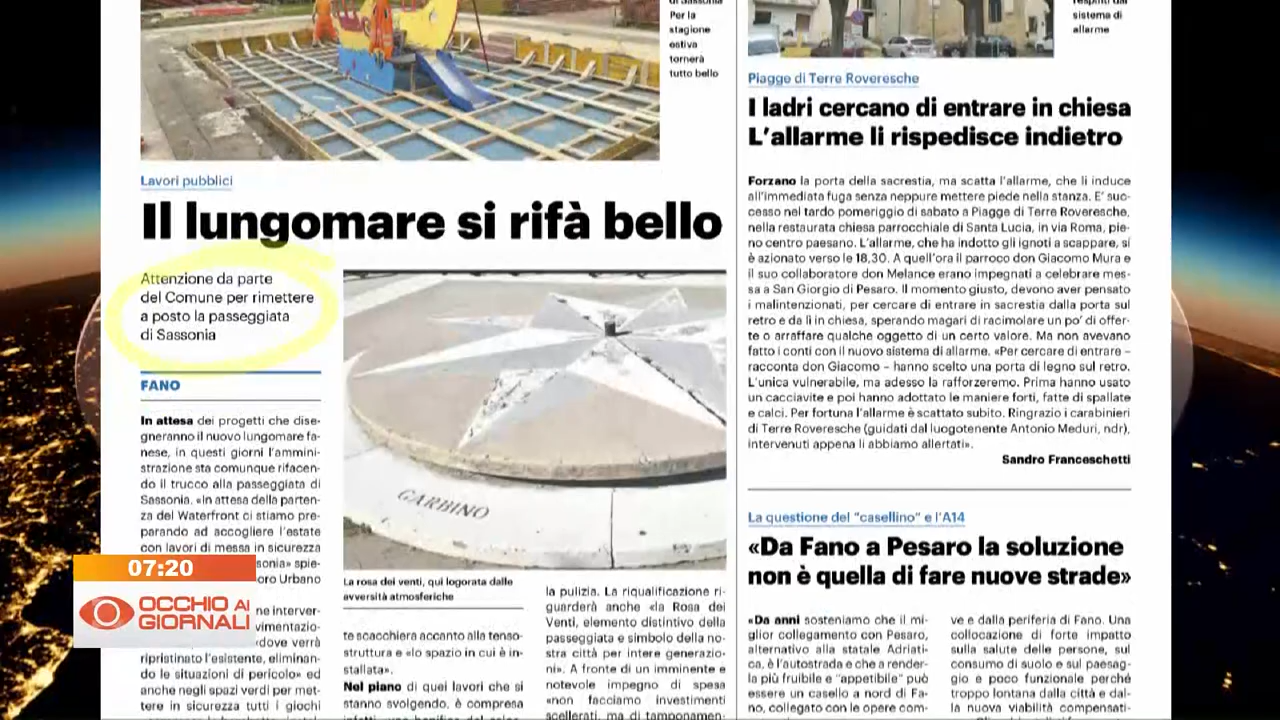 di Sassonia
Per la
stagione
estiva
tornerà
tutto bello
Lavori pubblici
Il lungomare si rifà bello
Attenzione da parte
del Comune per rimettere
a posto la passeggiata
di Sassonia
FANO
In attesa dei progetti che dise-
gneranno il nuovo lungomare fa-
nese, in questi giorni l'ammini-
strazione sta comunque rifacen-
do il trucco alla passeggiata di
Sassonia. «In attesa della parten-
za del Waterfront ci stiamo pre-
parando ad accogliere l'estate
con lavori di messa in sicurezza
sonia» spie-
oro Urbano
ne interver-
vimentazio-
«dove verrà
ripristinato l'esistente, eliminan-
do le situazioni di pericolo» ed
anche negli spazi verdi per met-
tere in sicurezza tutti i giochi
GARBINO
La rosa dei venti, qui logorata dalle
avversità atmosferiche
te scacchiera accanto alla tenso-
struttura e «lo spazio in cui è in-
stallata».
Nel piano di quei lavori che si
stanno svolgendo, è compresa
infatti, una bonifica del
la pulizia. La riqualificazione ri-
guarderà anche «la Rosa dei
Venti, elemento distintivo della
passeggiata e simbolo della no-
stra città per intere generazio-
ni». A fronte di un imminente e
notevole impegno di spesa
«non facciamo investimenti
scellerati, ma di tamponamen-
respinti dal
sistema di
allarme
Piagge di Terre Roveresche
I ladri cercano di entrare in chiesa
L'allarme li rispedisce indietro
Forzano la porta della sacrestia, ma scatta l'allarme, che li induce
all'immediata fuga senza neppure mettere piede nella stanza. E' suc-
cesso nel tardo pomeriggio di sabato a Piagge di Terre Roveresche,
nella restaurata chiesa parrocchiale di Santa Lucia, in via Roma, pie-
no centro paesano. L'allarme, che ha indotto gli ignoti a scappare, si
è azionato verso le 18,30. A quell'ora il parroco don Giacomo Mura e
il suo collaboratore don Melance erano impegnati a celebrare mes-
sa a San Giorgio di Pesaro. Il momento giusto, devono aver pensato
i malintenzionati, per cercare di entrare in sacrestia dalla porta sul
retro e da lì in chiesa, sperando magari di racimolare un po' di offer-
te o arraffare qualche oggetto di un certo valore. Ma non avevano
fatto i conti con il nuovo sistema di allarme. «Per cercare di entrare –
racconta don Giacomo – hanno scelto una porta di legno sul retro.
L'unica vulnerabile, ma adesso la rafforzeremo. Prima hanno usato
un cacciavite e poi hanno adottato le maniere forti, fatte di spallate
e calci. Per fortuna l'allarme è scattato subito. Ringrazio i carabinieri
di Terre Roveresche (guidati dal luogotenente Antonio Meduri, ndr),
intervenuti appena li abbiamo allertati».
Sandro Franceschetti
La questione del "casellino" e l'A14
«Da Fano a Pesaro la soluzione
non è quella di fare nuove strade»
«Da anni sosteniamo che il mi-
glior collegamento con Pesaro,
alternativo alla statale Adriati-
ca, è l'autostrada e che a render-
la più fruibile e "appetibile" può
essere un casello a nord di Fa-
no, collegato con le opere com-
ve e dalla periferia di Fano. Una
collocazione di forte impatto
sulla salute delle persone, sul
consumo di suolo e sul paesag-
gio e poco funzionale perché
troppo lontana dalla città e dal-
la nuova viabilità compensati-
07:20
OCCHIO AI
GIORNALI